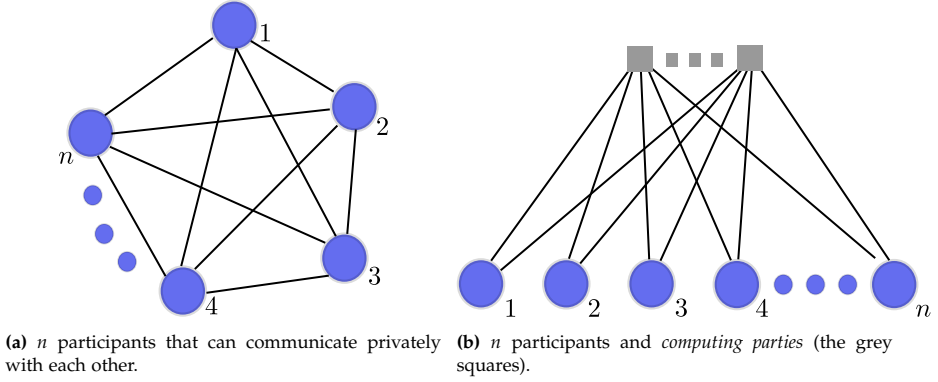 1
2
n
3
4
1
2
3
4
n
(a) n participants that can communicate privately
with each other.
(b) n participants and computing parties (the grey
squares).